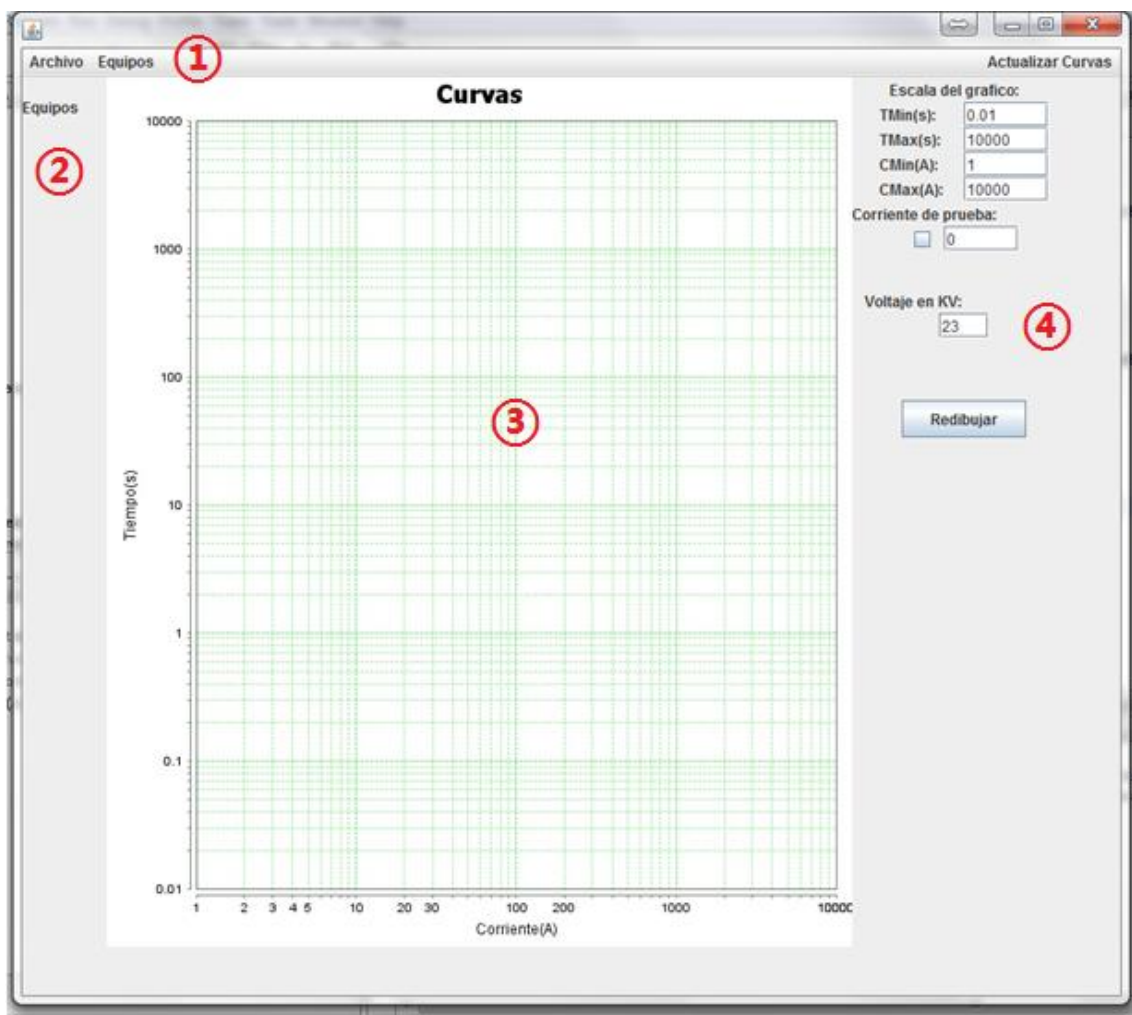 Archivo Equipos ① Actualizar Curvas
Equipos
②
Curvas
Escala del grafico:
TMin(s): 0.01
TMax(s): 10000
CMin(A): 1
CMax(A): 10000
Corriente de prueba:
0
Voltaje en KV:
23
④
Redibujar
③
Tiempo(s)
10000
1000
100
10
1
0.1
0.01
1 2 3 4 5 10 20 30 100 200 1000 10000
Corriente(A)